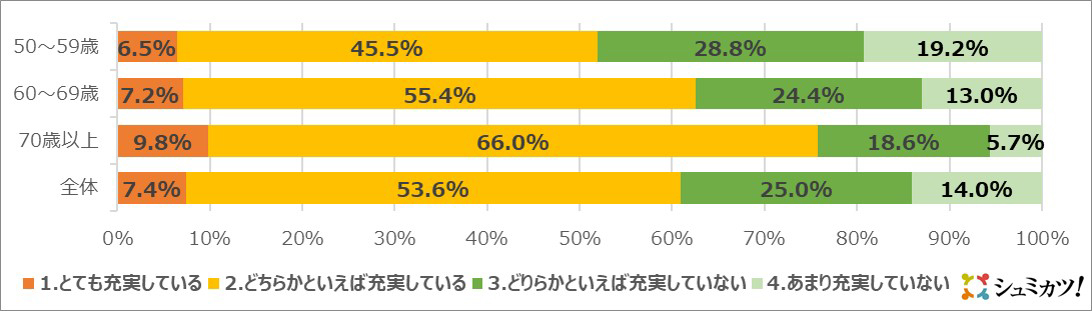 50～59歳 6.5% 45.5% 28.8% 19.2%
60～69歳 7.2% 55.4% 24.4% 13.0%
70歳以上 9.8% 66.0% 18.6% 5.7%
全体 7.4% 53.6% 25.0% 14.0%
0% 10% 20% 30% 40% 50% 60% 70% 80% 90% 100%
1.とても充実している 2.どちらかといえば充実している 3.どりらかといえば充実していない 4.あまり充実していない シュミカツ！